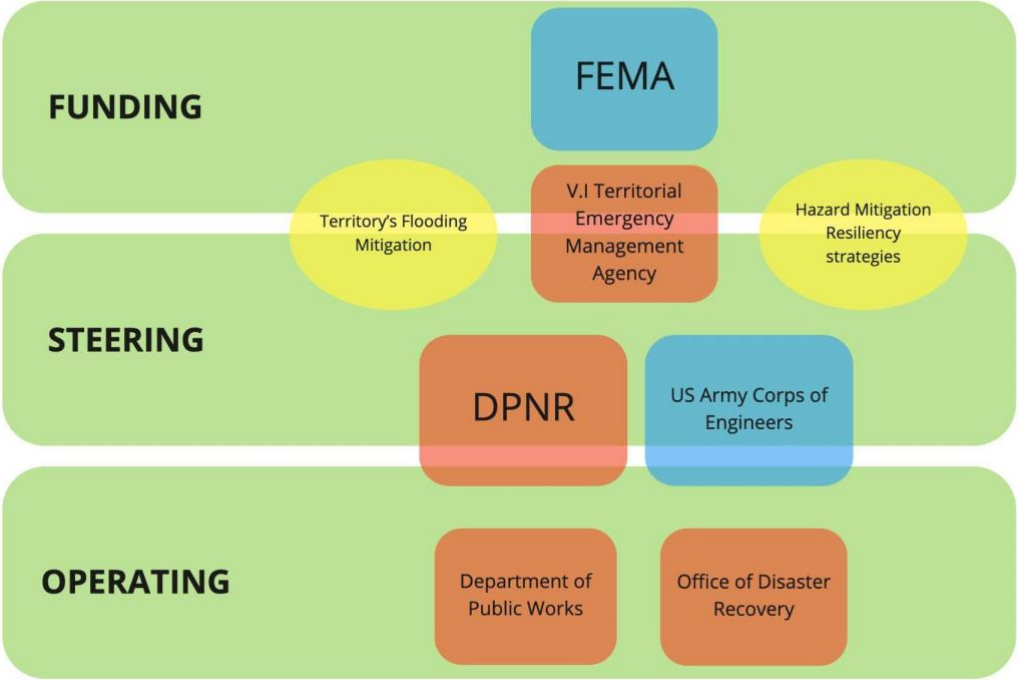 FUNDING
FEMA
Territory's Flooding
Mitigation
V.I Territorial
Emergency
Management
Agency
Hazard Mitigation
Resiliency
strategies
STEERING
DPNR
US Army Corps of
Engineers
OPERATING
Department of
Public Works
Office of Disaster
Recovery